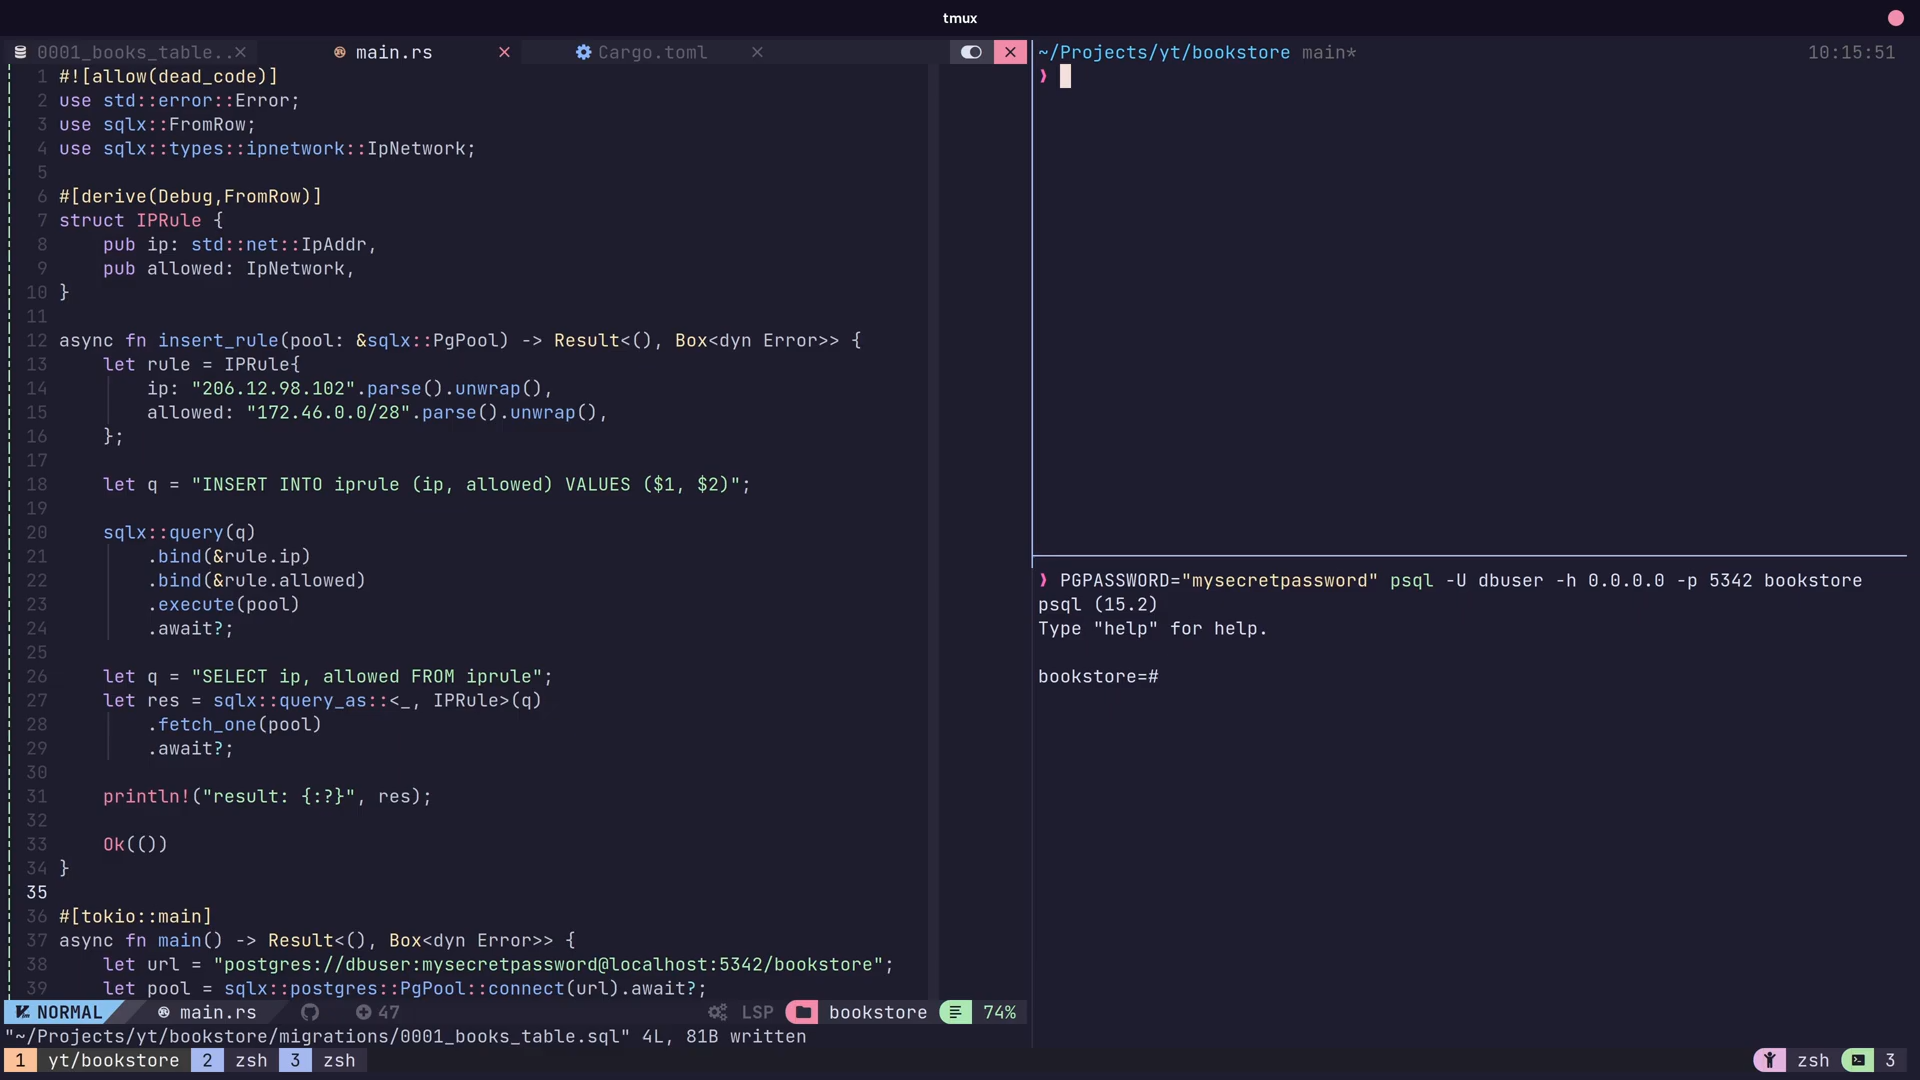 tmux
0001_books_table..
main.rs
Cargo.toml
1 #![allow(dead_code)]
2 use std::error::Error;
3 use sqlx::FromRow;
4 use sqlx::types::ipnetwork::IpNetwork;
5
6 #[derive(Debug,FromRow)]
7 struct IPRule {
8     pub ip: std::net::IpAddr,
9     pub allowed: IpNetwork,
10 }
11
12 async fn insert_rule(pool: &sqlx::PgPool) -> Result<(), Box<dyn Error>> {
13     let rule = IPRule{
14         ip: "206.12.98.102".parse().unwrap(),
15         allowed: "172.46.0.0/28".parse().unwrap(),
16     };
17
18     let q = "INSERT INTO iprule (ip, allowed) VALUES ($1, $2)";
19
20     sqlx::query(q)
21         .bind(&rule.ip)
22         .bind(&rule.allowed)
23         .execute(pool)
24         .await?;
25
26     let q = "SELECT ip, allowed FROM iprule";
27     let res = sqlx::query_as::<_, IPRule>(q)
28         .fetch_one(pool)
29         .await?;
30
31     println!("result: {:?}", res);
32
33     Ok(())
34 }
35
36 #[tokio::main]
37 async fn main() -> Result<(), Box<dyn Error>> {
38     let url = "postgres://dbuser:mysecretpassword@localhost:5342/bookstore";
39     let pool = sqlx::postgres::PgPool::connect(url).await?;
NORMAL main.rs 47 LSP bookstore 74%
"~/Projects/yt/bookstore/migrations/0001_books_table.sql" 4L, 81B written
~/Projects/yt/bookstore main* 10:15:51
❱
❱ PGPASSWORD="mysecretpassword" psql -U dbuser -h 0.0.0.0 -p 5342 bookstore
psql (15.2)
Type "help" for help.
bookstore=#
1 yt/bookstore 2 zsh 3 zsh zsh 3